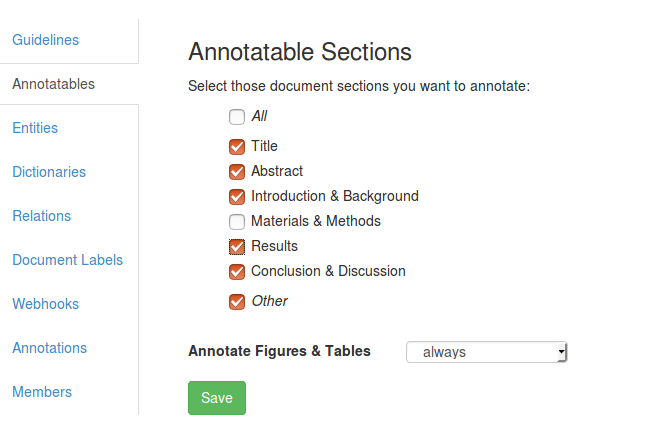 Guidelines
Annotatables
Entities
Dictionaries
Relations
Document Labels
Webhooks
Annotations
Members
Annotatable Sections
Select those document sections you want to annotate:
All
Title
Abstract
Introduction & Background
Materials & Methods
Results
Conclusion & Discussion
Other
Annotate Figures & Tables always
Save